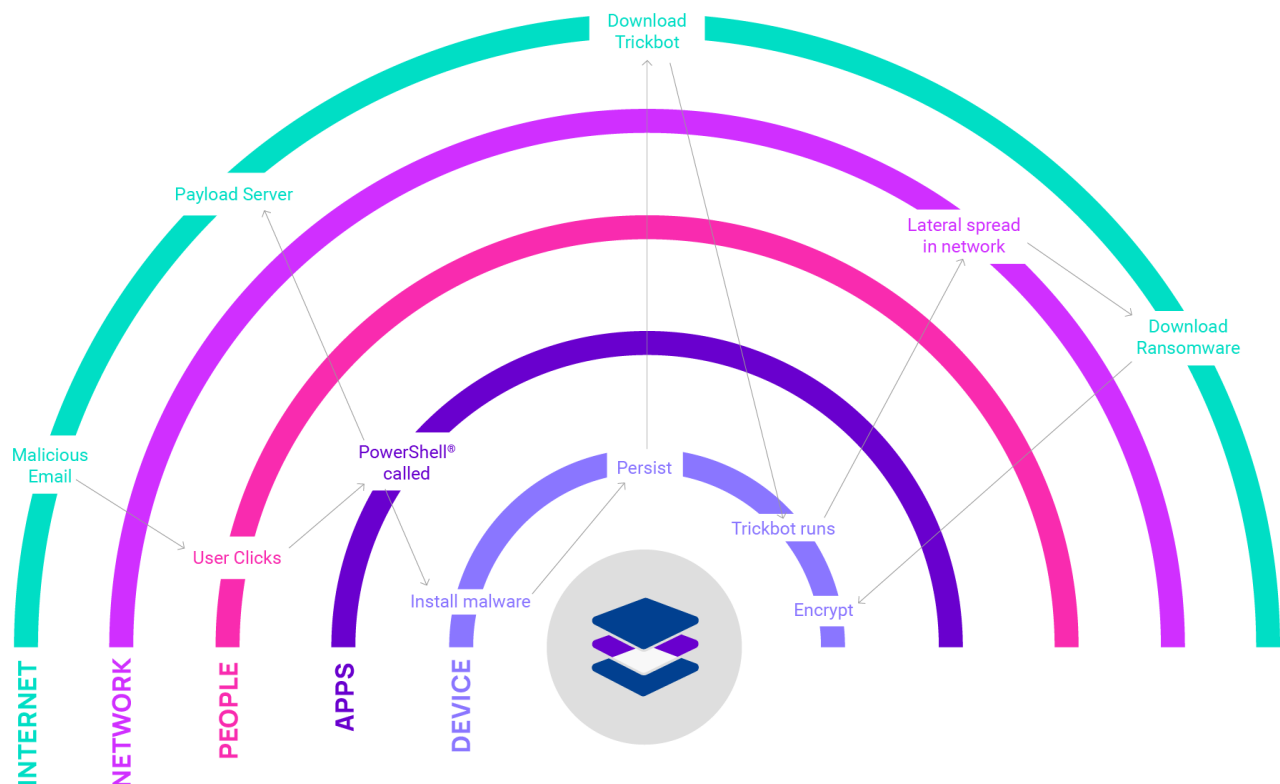 Download
Trickbot
Payload Server
Lateral spread
in network
Download
Ransomware
Malicious
Email
PowerShell®
called
Persist
Trickbot runs
User Clicks
Install malware
Encrypt
INTERNET
NETWORK
PEOPLE
APPS
DEVICE